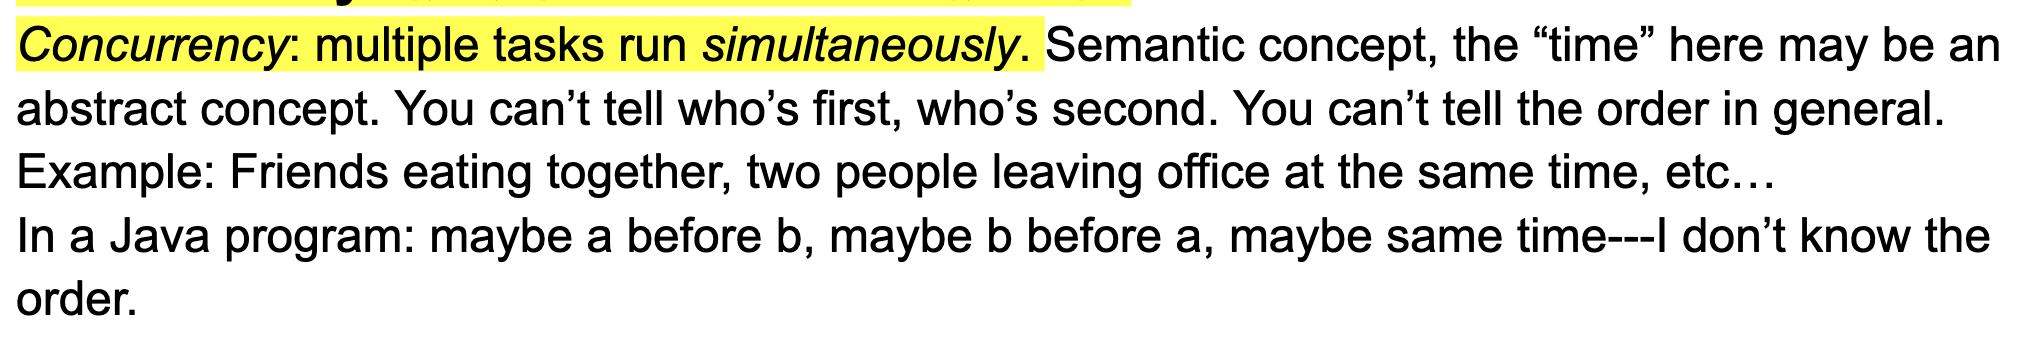 Concurrency: multiple tasks run simultaneously. Semantic concept, the “time” here may be an
abstract concept. You can’t tell who’s first, who’s second. You can’t tell the order in general.
Example: Friends eating together, two people leaving office at the same time, etc…
In a Java program: maybe a before b, maybe b before a, maybe same time---I don’t know the
order.